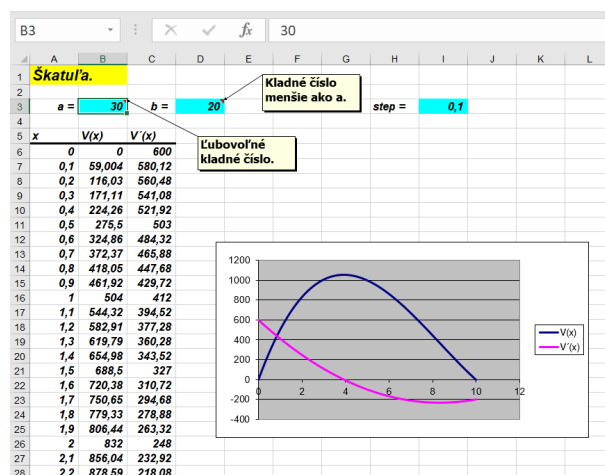 B3 fx 30
A B C D E F G H I J K L
1 Škatuľa.
2
3 a = 30 b = 20 step = 0,1
Kladné číslo
menšie ako a.
4
5 x V(x) V´(x)
Ľubovoľné
kladné číslo.
6 0 0 600
7 0,1 59,004 580,12
8 0,2 116,03 560,48
9 0,3 171,11 541,08
10 0,4 224,26 521,92
11 0,5 275,5 503
12 0,6 324,86 484,32
13 0,7 372,37 465,88
14 0,8 418,05 447,68
15 0,9 461,92 429,72
16 1 504 412
17 1,1 544,32 394,52
18 1,2 582,91 377,28
19 1,3 619,79 360,28
20 1,4 654,98 343,52
21 1,5 688,5 327
22 1,6 720,38 310,72
23 1,7 750,65 294,68
24 1,8 779,33 278,88
25 1,9 806,44 263,32
26 2 832 248
27 2,1 856,04 232,92
28 2,2 878,59 218,08
1200
1000
800
600
400
200
0
-200
-400
0 2 4 6 8 10 12
V(x)
V´(x)